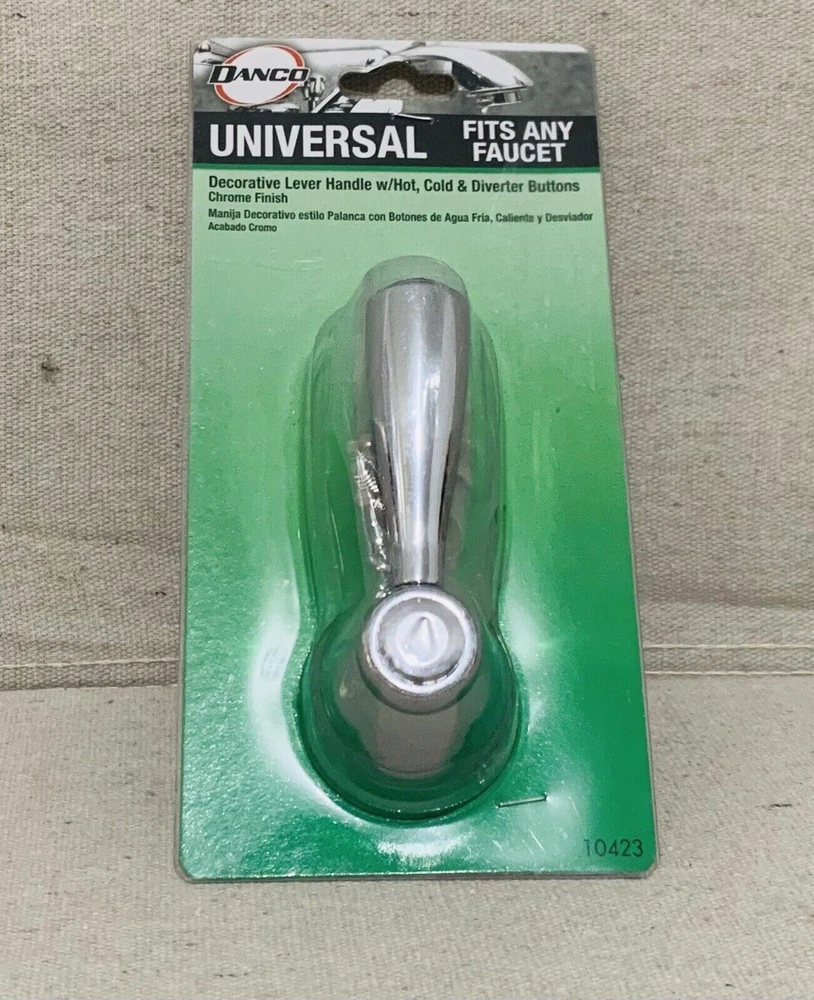 DANCO
UNIVERSAL
FITS ANY
FAUCET
Decorative Lever Handle w/Hot, Cold & Diverter Buttons
Chrome Finish
Manija Decorativo estilo Palanca con Botones de Agua Fria, Caliente y Desviador
Acabado Cromo
10423